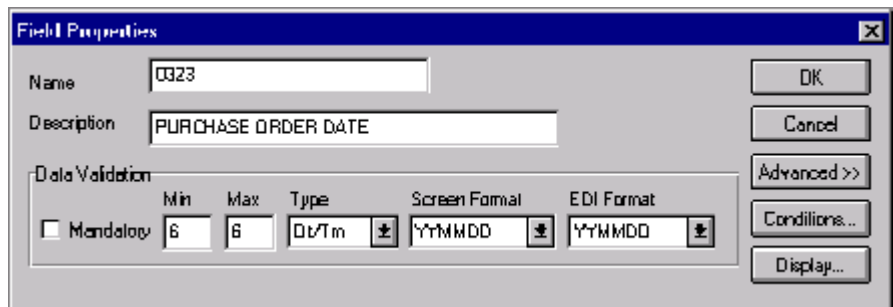 Field Properties
Name 0323 OK
Description PURCHASE ORDER DATE Cancel
Data Validation Advanced >>
Min Max Type Screen Format EDI Format
Mandatory 6 6 Dt/Tm YYMMDD YYMMDD Conditions...
Display...